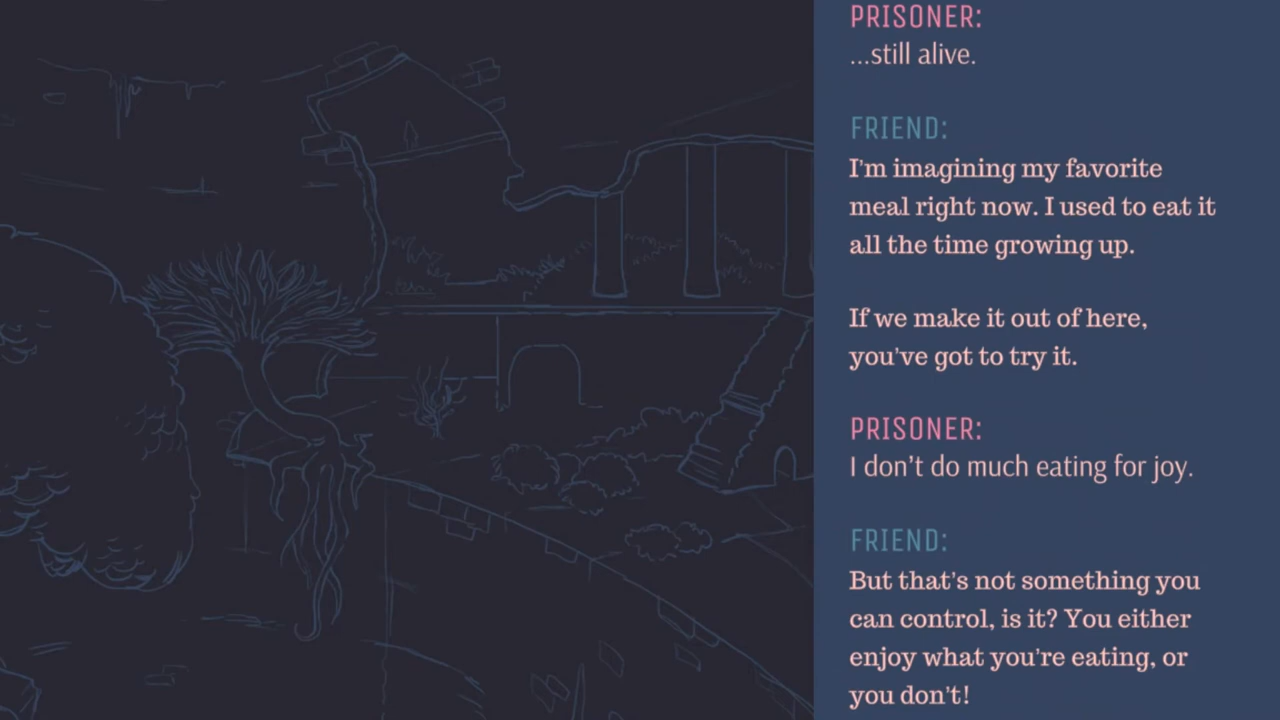 PRISONER:
...still alive.
FRIEND:
I'm imagining my favorite
meal right now. I used to eat it
all the time growing up.
If we make it out of here,
you've got to try it.
PRISONER:
I don't do much eating for joy.
FRIEND:
But that's not something you
can control, is it? You either
enjoy what you're eating, or
you don't!